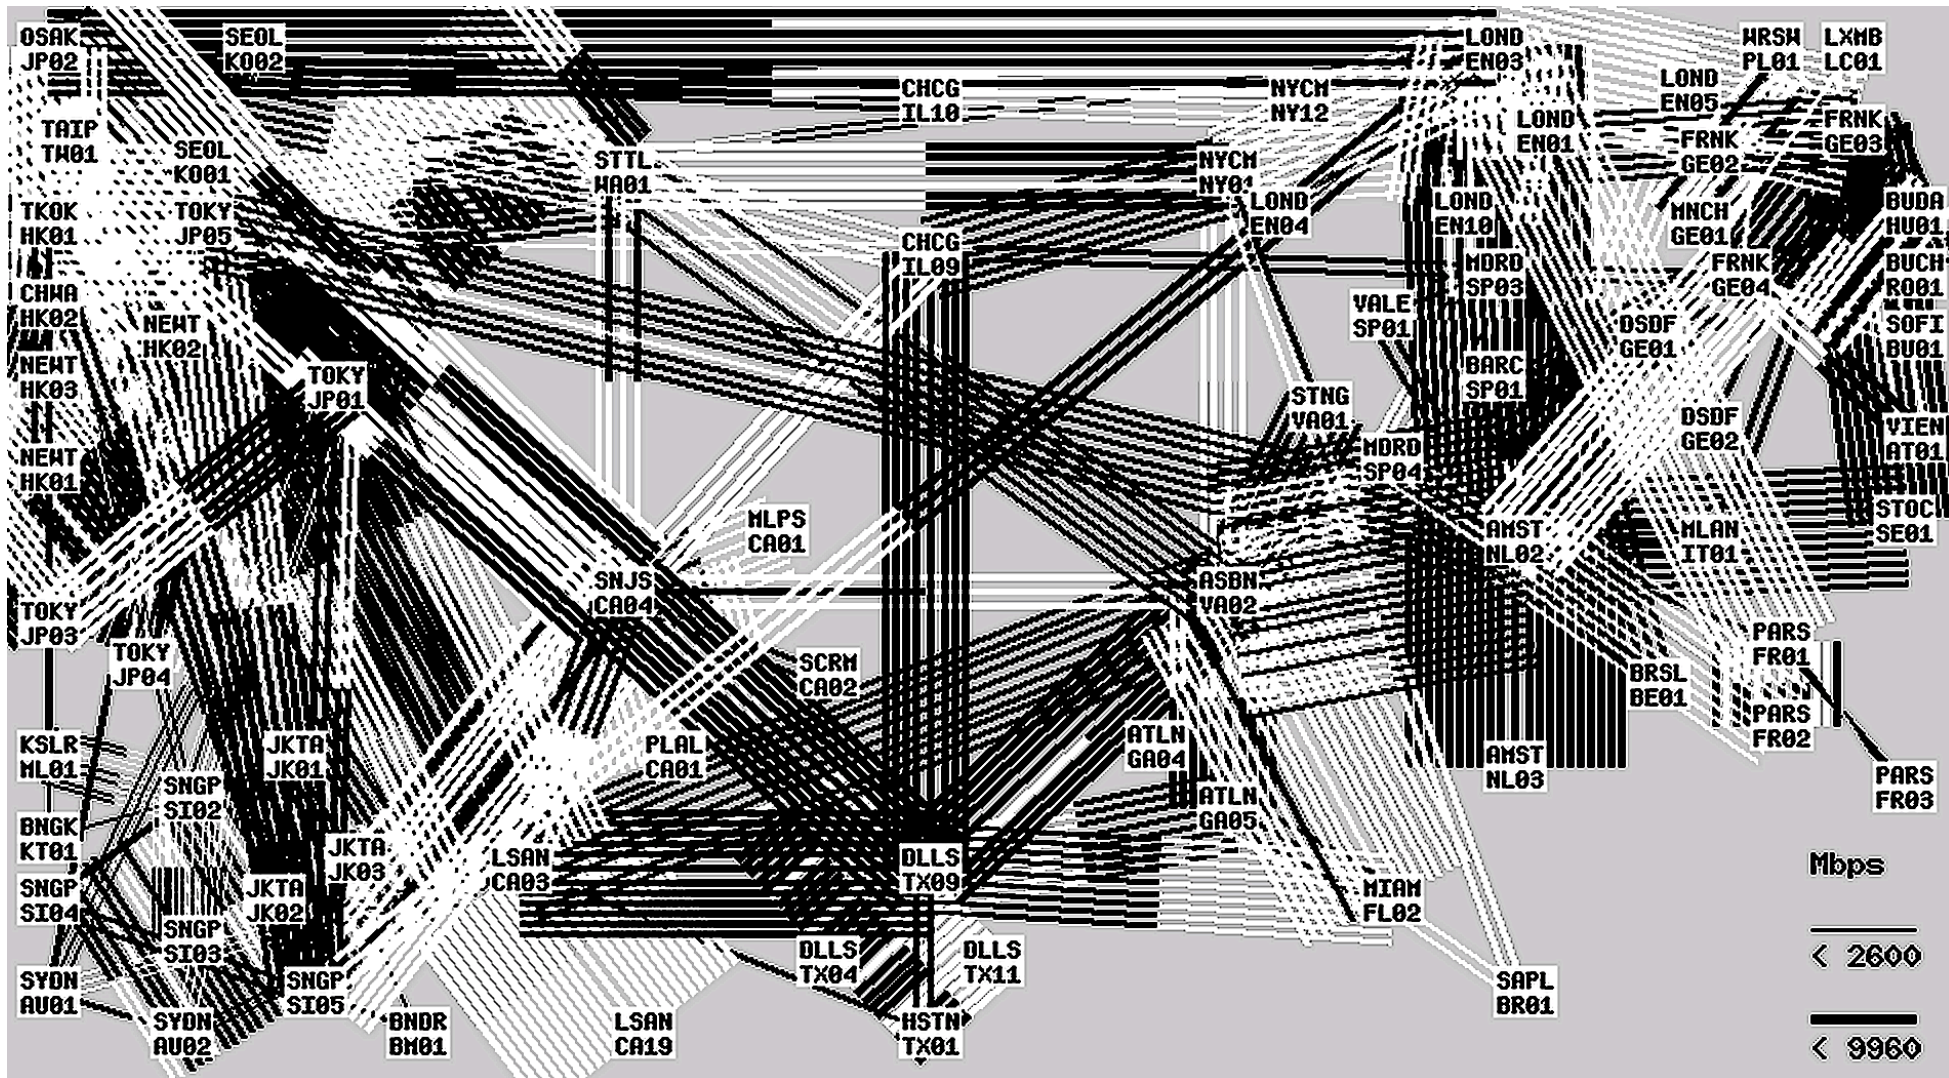 OSAK
JP02
SEOL
KO02
LOND
EN03
WRSW
PL01
LXMB
LC01
CHCG
IL10
NYCM
NY12
LOND
EN05
TAIP
TW01
SEOL
KO01
STTL
WA01
NYCM
NY01
LOND
EN01
FRNK
GE02
FRNK
GE03
TKOK
HK01
TOKY
JP05
LOND
EN04
LOND
EN10
MNCH
GE01
BUDA
HU01
CHCG
IL09
MDRD
SP03
FRNK
GE04
BUCH
RO01
CHWA
HK02
NEWT
HK02
VALE
SP01
DSDF
GE01
SOFI
BU01
NEWT
HK03
TOKY
JP01
STNG
VA01
BARC
SP01
NEWT
HK01
MDRD
SP04
DSDF
GE02
VIEN
AT01
MLPS
CA01
AMST
NL02
MLAN
IT01
STOC
SE01
TOKY
JP03
SNJS
CA04
ASBN
VA02
TOKY
JP04
SCRM
CA02
BRSL
BE01
PARS
FR01
KSLR
ML01
JKTA
JK01
PLAL
CA01
ATLN
GA04
AMST
NL03
PARS
FR02
SNGP
SI02
ATLN
GA05
PARS
FR03
BNGK
KT01
JKTA
JK03
LSAN
CA03
DLLS
TX09
Mbps
SNGP
SI04
JKTA
JK02
MIAM
FL02
SNGP
SI03
DLLS
TX04
DLLS
TX11
< 2600
SYDN
AU01
SNGP
SI05
SAPL
BR01
SYDN
AU02
BNDR
BM01
LSAN
CA19
HSTN
TX01
< 9960